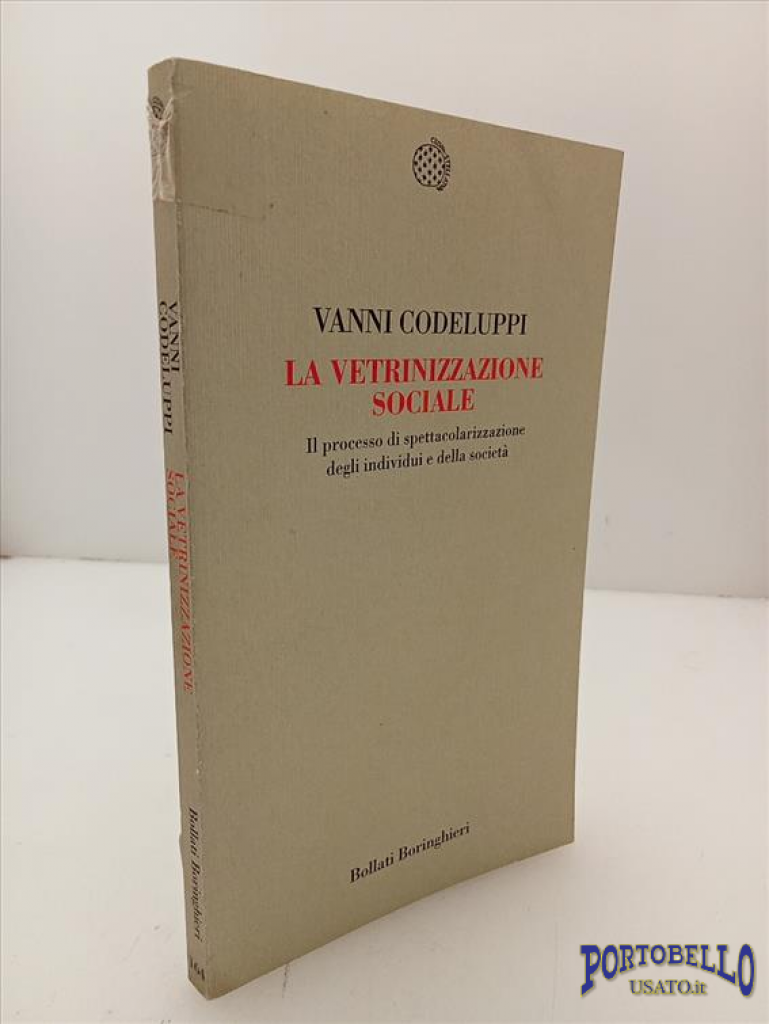 VANNI CODELUPPI
LA VETRINIZZAZIONE
SOCIALE
Il processo di spettacolarizzazione
degli individui e della società
Bollati Boringhieri
VANNI
CODELUPPI
LA VETRINIZZAZIONE
SOCIALE
Bollati Boringhieri
164
PORTOBELLO
USATO.it